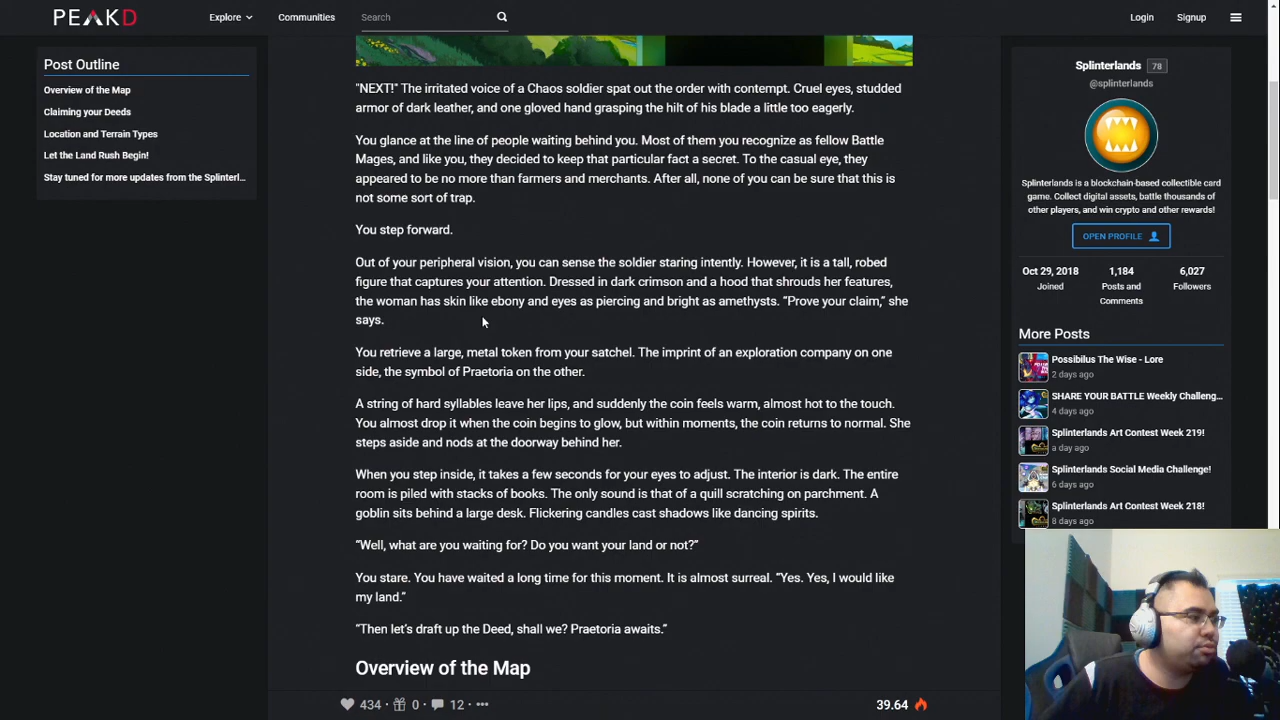 PEAKD
Explore
Communities
Search
Login
Signup
Post Outline
Overview of the Map
Claiming your Deeds
Location and Terrain Types
Let the Land Rush Begin!
Stay tuned for more updates from the Splinterl...
"NEXT!" The irritated voice of a Chaos soldier spat out the order with contempt. Cruel eyes, studded
armor of dark leather, and one gloved hand grasping the hilt of his blade a little too eagerly.
You glance at the line of people waiting behind you. Most of them you recognize as fellow Battle
Mages, and like you, they decided to keep that particular fact a secret. To the casual eye, they
appeared to be no more than farmers and merchants. After all, none of you can be sure that this is
not some sort of trap.
You step forward.
Out of your peripheral vision, you can sense the soldier staring intently. However, it is a tall, robed
figure that captures your attention. Dressed in dark crimson and a hood that shrouds her features,
the woman has skin like ebony and eyes as piercing and bright as amethysts. “Prove your claim,” she
says.
You retrieve a large, metal token from your satchel. The imprint of an exploration company on one
side, the symbol of Praetoria on the other.
A string of hard syllables leave her lips, and suddenly the coin feels warm, almost hot to the touch.
You almost drop it when the coin begins to glow, but within moments, the coin returns to normal. She
steps aside and nods at the doorway behind her.
When you step inside, it takes a few seconds for your eyes to adjust. The interior is dark. The entire
room is piled with stacks of books. The only sound is that of a quill scratching on parchment. A
goblin sits behind a large desk. Flickering candles cast shadows like dancing spirits.
“Well, what are you waiting for? Do you want your land or not?”
You stare. You have waited a long time for this moment. It is almost surreal. “Yes. Yes, I would like
my land.”
“Then let’s draft up the Deed, shall we? Praetoria awaits.”
Overview of the Map
434 · 0 · 12 ·
39.64
Splinterlands 78
@splinterlands
Splinterlands is a blockchain-based collectible card
game. Collect digital assets, battle thousands of
other players, and win crypto and other rewards!
OPEN PROFILE
Oct 29, 2018
Joined
1,184
Posts and
Comments
6,027
Followers
More Posts
Possibilus The Wise - Lore
2 days ago
SHARE YOUR BATTLE Weekly Challeng...
4 days ago
Splinterlands Art Contest Week 219!
a day ago
Splinterlands Social Media Challenge!
6 days ago
Splinterlands Art Contest Week 218!
8 days ago